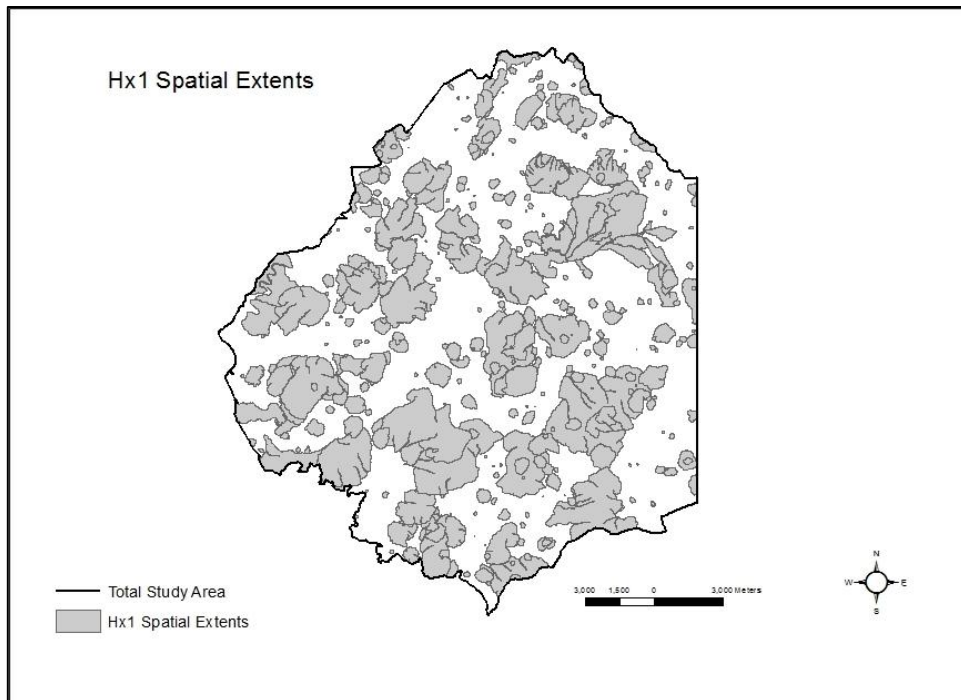 Hx1 Spatial Extents
Total Study Area
Hx1 Spatial Extents
3,000 1,500 0 3,000 Meters
N
W E
S